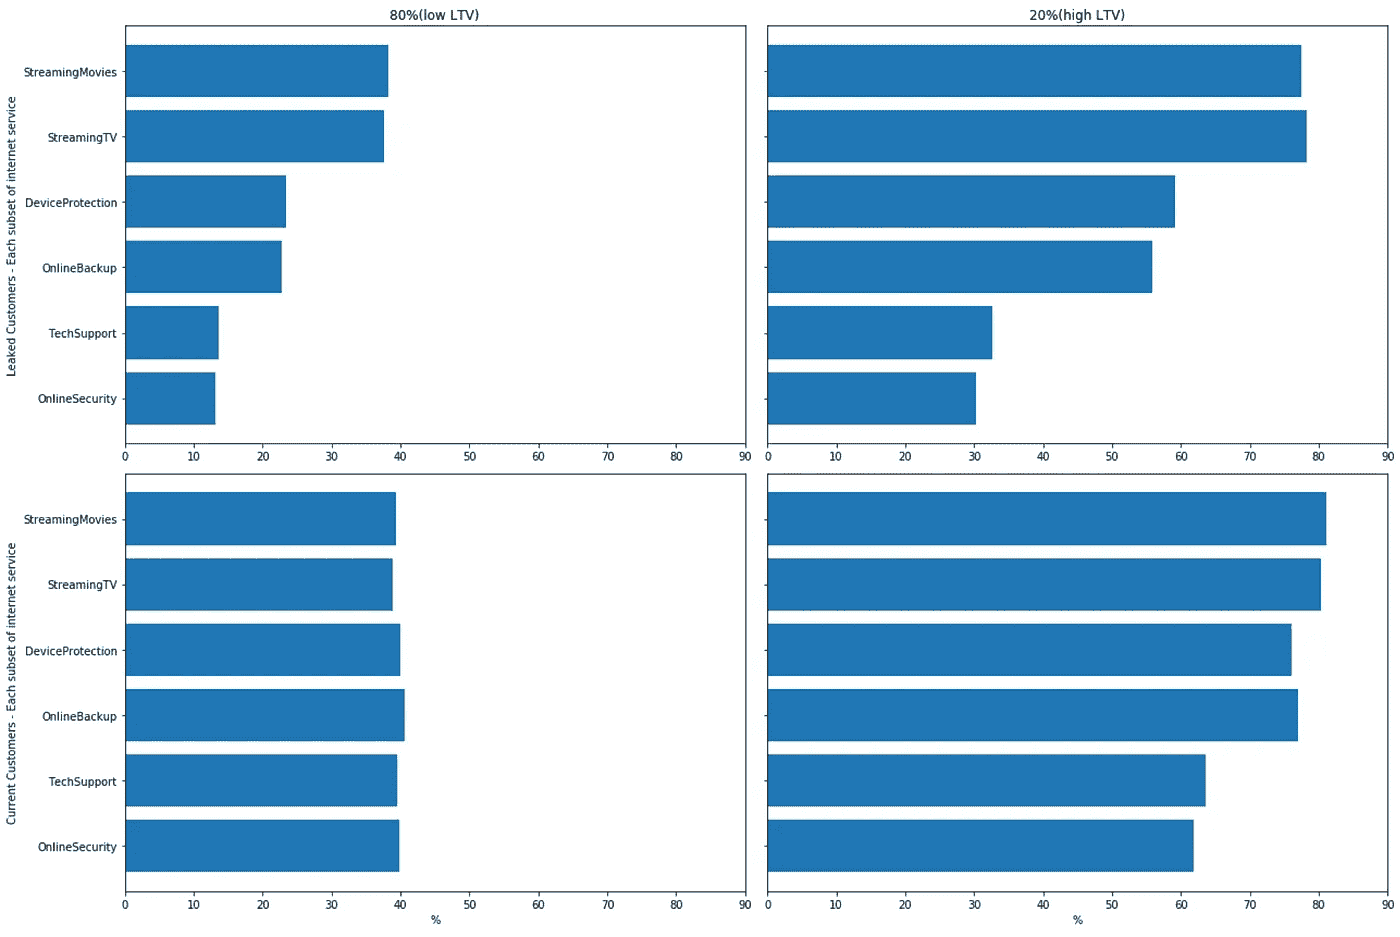 80%(low LTV)
20%(high LTV)
Leaked Customers - Each subset of internet service
StreamingMovies
StreamingTV
DeviceProtection
OnlineBackup
TechSupport
OnlineSecurity
0 10 20 30 40 50 60 70 80 90
0 10 20 30 40 50 60 70 80 90
Current Customers - Each subset of internet service
StreamingMovies
StreamingTV
DeviceProtection
OnlineBackup
TechSupport
OnlineSecurity
0 10 20 30 40 50 60 70 80 90
%
0 10 20 30 40 50 60 70 80 90
%